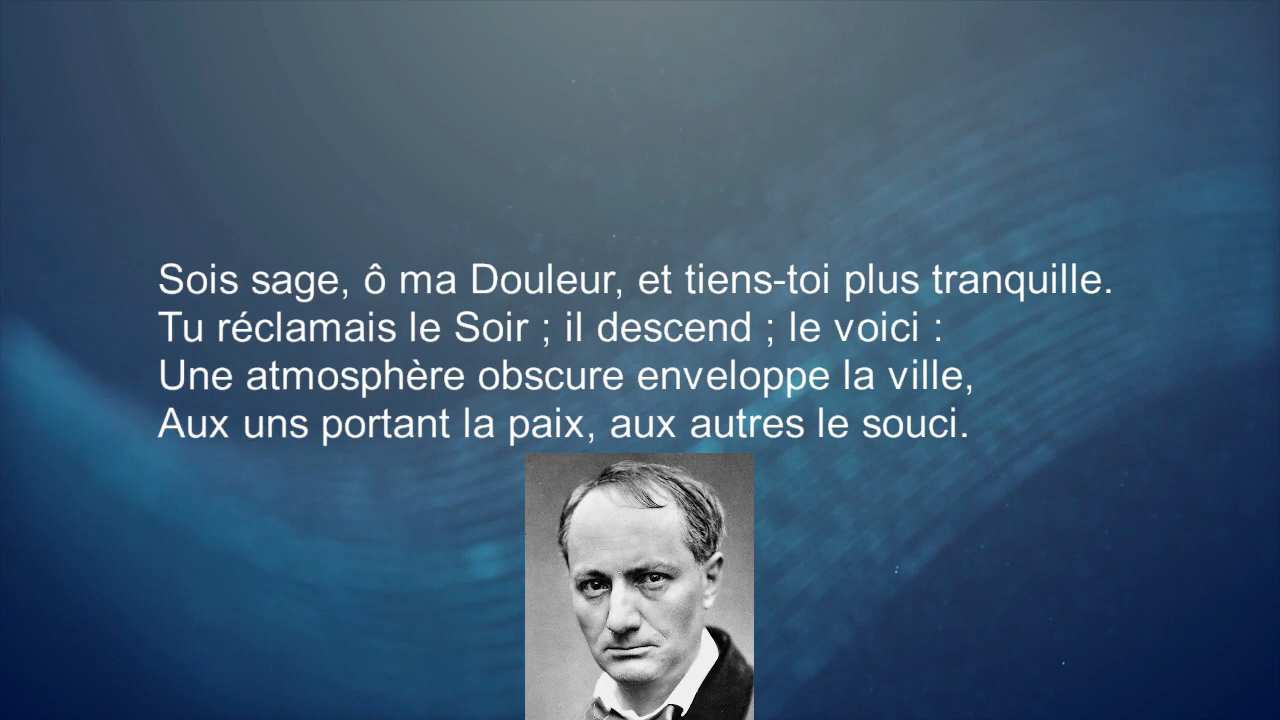 Sois sage, ô ma Douleur, et tiens-toi plus tranquille.
Tu réclamais le Soir ; il descend ; le voici :
Une atmosphère obscure enveloppe la ville,
Aux uns portant la paix, aux autres le souci.